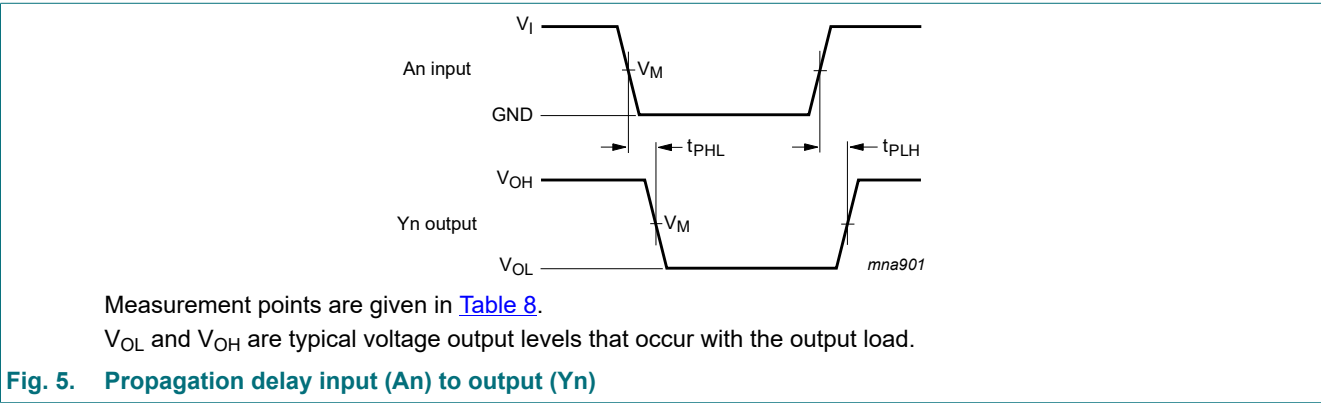 VI
An input
VM
GND
tPHL
tPLH
VOH
Yn output
VM
VOL
mna901
Measurement points are given in Table 8.
VOL and VOH are typical voltage output levels that occur with the output load.
Fig. 5. Propagation delay input (An) to output (Yn)